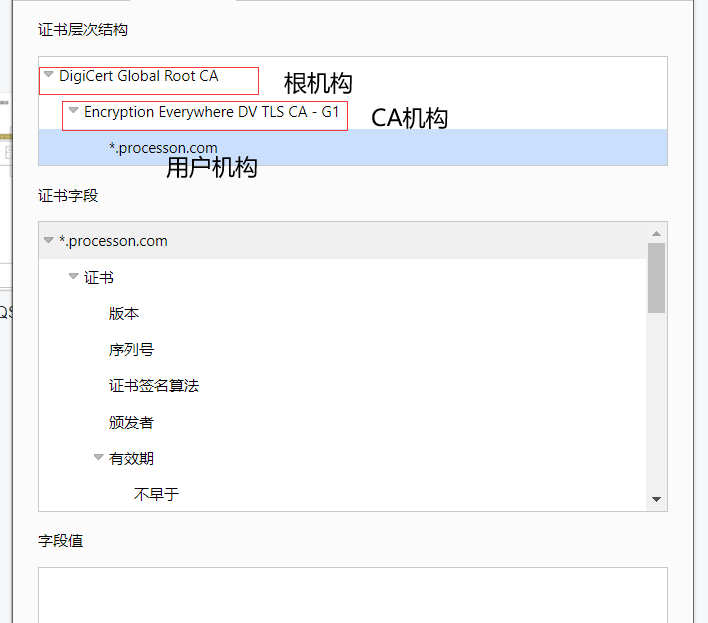 证书层次结构
DigiCert Global Root CA 根机构
Encryption Everywhere DV TLS CA - G1 CA机构
*.processon.com
用户机构
证书字段
*.processon.com
证书
版本
序列号
证书签名算法
颁发者
有效期
不早于
字段值